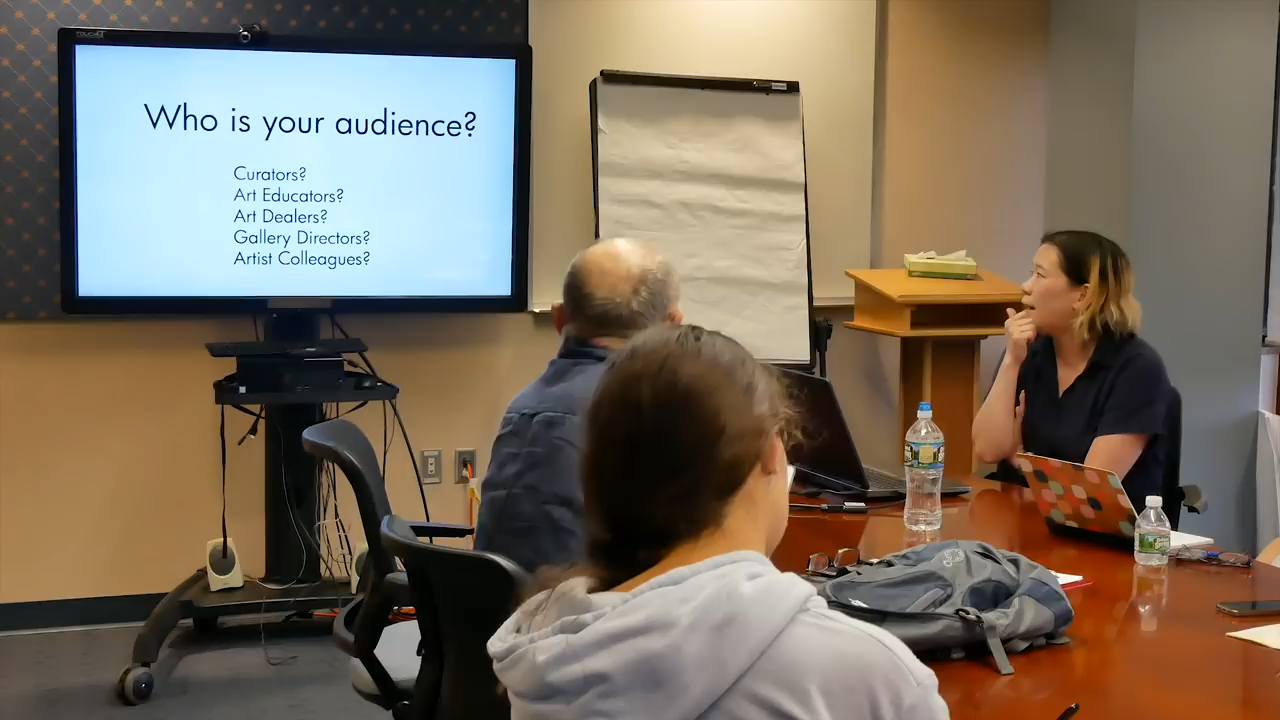 Who is your audience?
Curators?
Art Educators?
Art Dealers?
Gallery Directors?
Artist Colleagues?